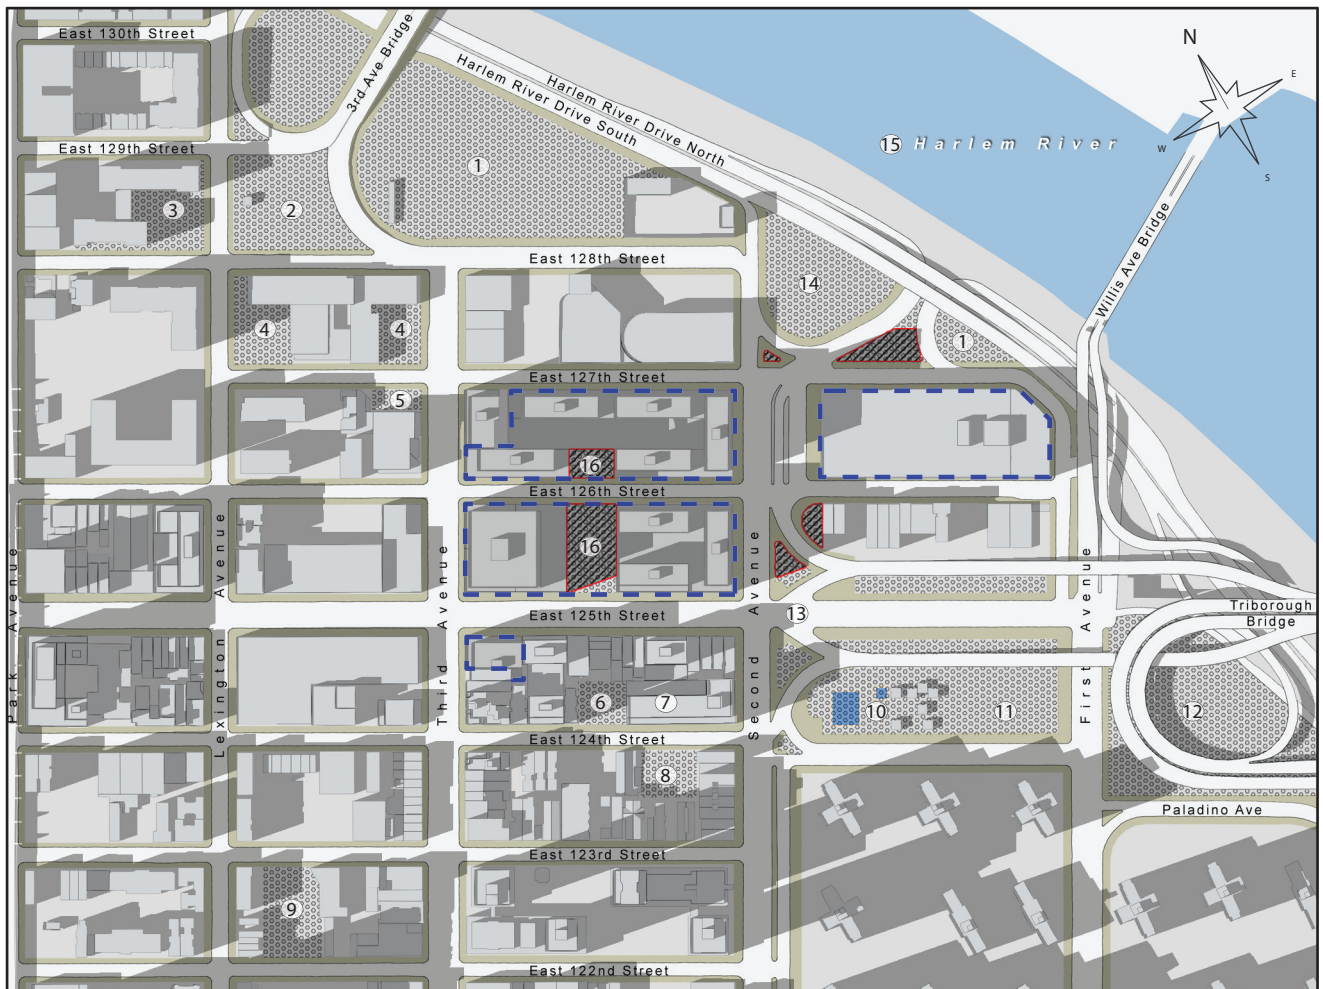 East 130th Street
3rd Ave Bridge
Harlem River Drive North
Harlem River Drive South
N
E
W
S
15 Harlem River
East 129th Street
1
3
2
Willis Ave Bridge
East 128th Street
14
4
4
1
East 127th Street
5
16
East 126th Street
16
Park Avenue
Lexington Avenue
Third Avenue
Second Avenue
First Avenue
East 125th Street
13
Triborough
Bridge
6
7
10
11
12
East 124th Street
8
Paladino Ave
East 123rd Street
9
East 122nd Street